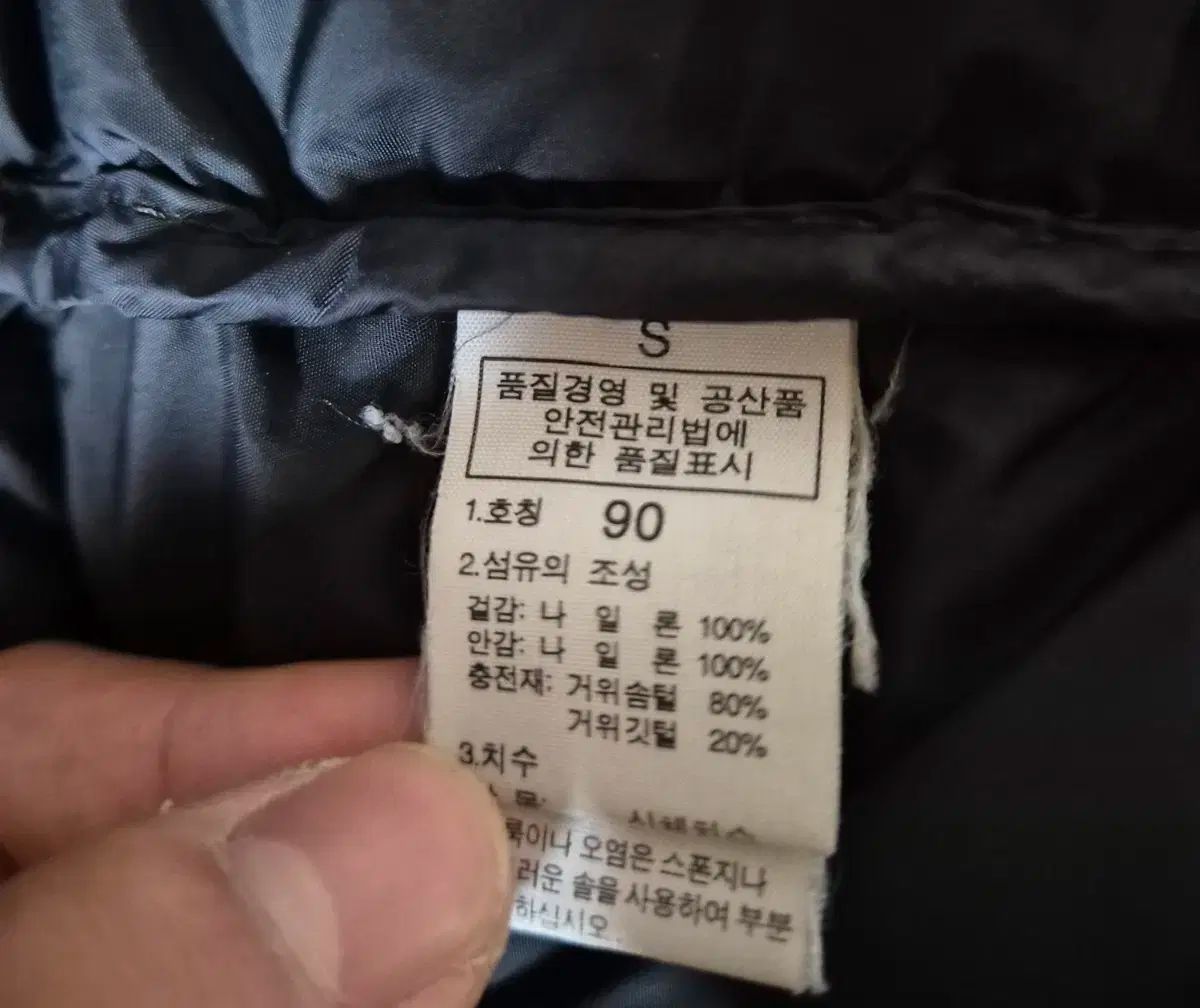 S
품질경영 및 공산품
안전관리법에
의한 품질표시
1.호칭 90
2.섬유의 조성
겉감: 나 일 론 100%
안감: 나 일 론 100%
충전재: 거위솜털 80%
거위깃털 20%
3.치수
룩이나 오염은 스폰지나
러운 솔을 사용하여 부분
하십시오